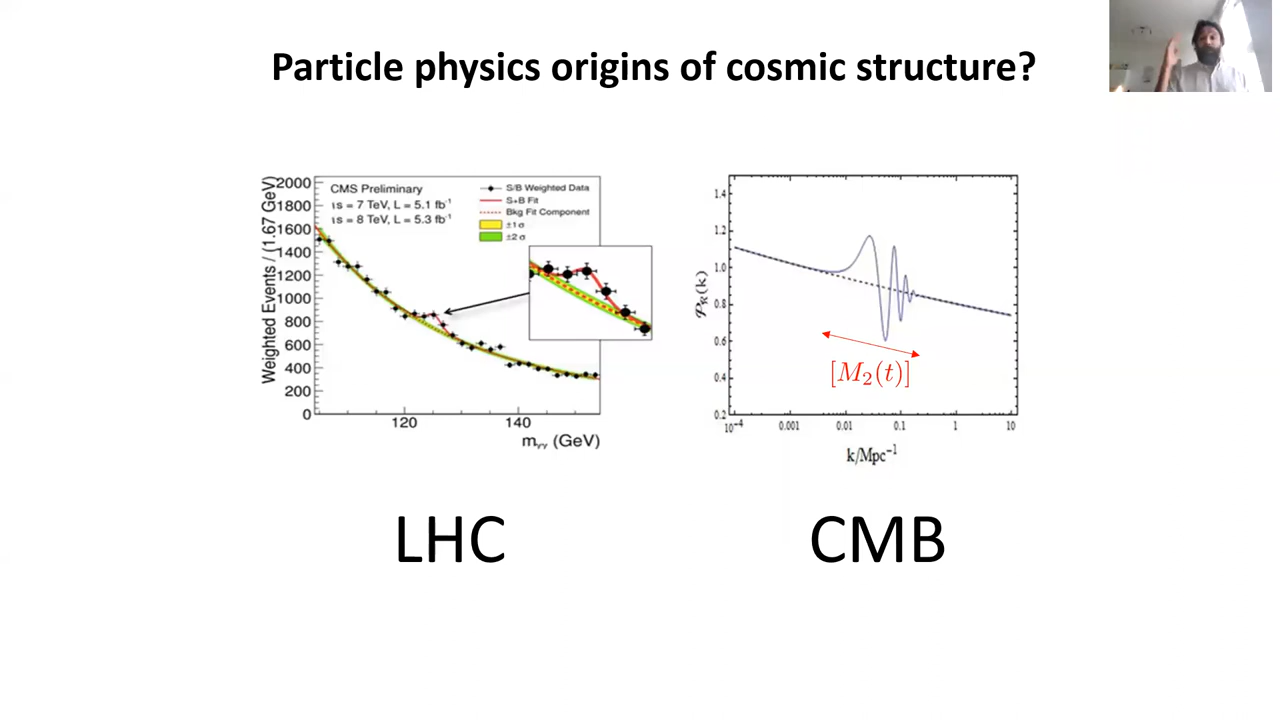 Particle physics origins of cosmic structure?
Weighted Events / (1.67 GeV)
2000
1800
1600
1400
1200
1000
800
600
400
200
0
CMS Preliminary
ıs = 7 TeV, L = 5.1 fb⁻¹
ıs = 8 TeV, L = 5.3 fb⁻¹
S/B Weighted Data
S+B Fit
Bkg Fit Component
±1 σ
±2 σ
120
140
mγγ (GeV)
𝒫ℛ(k)
1.4
1.2
1.0
0.8
0.6
0.4
0.2
[M₂(t)]
10⁻⁴
0.001
0.01
0.1
1
10
k/Mpc⁻¹
LHC
CMB